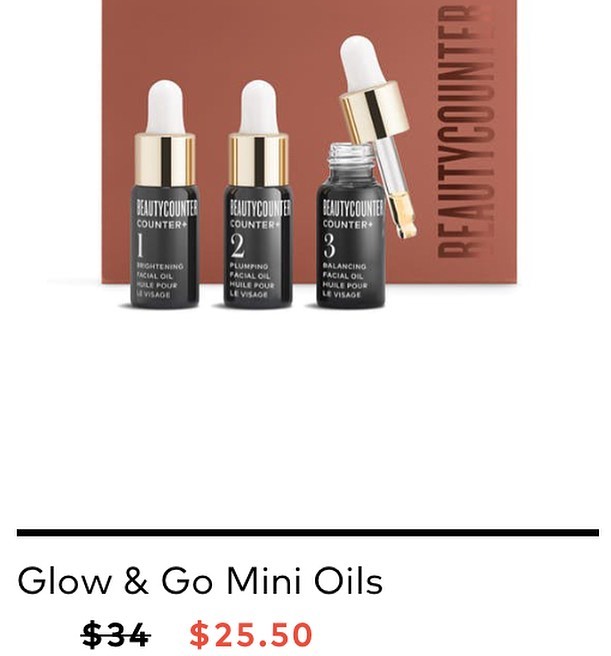 BEAUTYCOUNTER
BEAUTYCOUNTER
COUNTER+
1
BRIGHTENING
FACIAL OIL
HUILE POUR
LE VISAGE
BEAUTYCOUNTER
COUNTER+
2
PLUMPING
FACIAL OIL
HUILE POUR
LE VISAGE
BEAUTYCOUNTER
COUNTER+
3
BALANCING
FACIAL OIL
HUILE POUR
LE VISAGE
Glow & Go Mini Oils
$34 $25.50